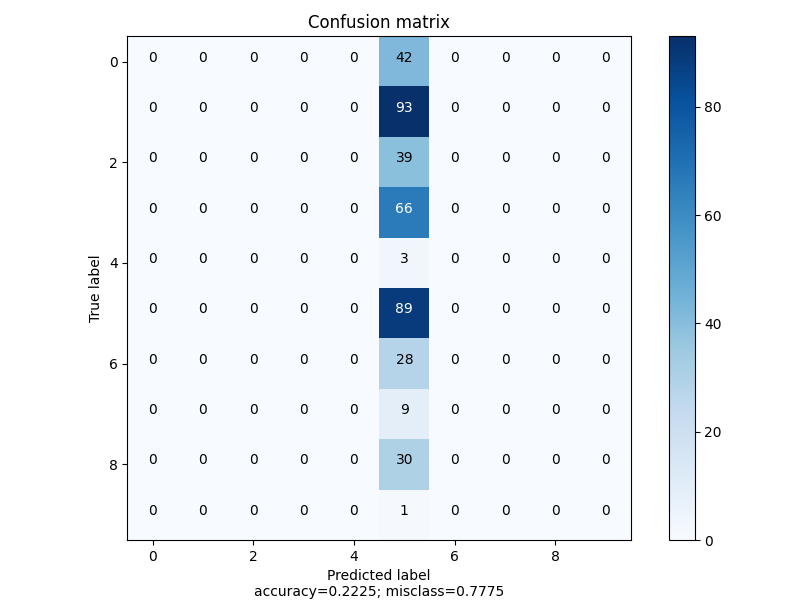 Confusion matrix
0 0 0 0 0 0 42 0 0 0 0
0 0 0 0 0 93 0 0 0 0
2 0 0 0 0 0 39 0 0 0 0
0 0 0 0 0 66 0 0 0 0
4 0 0 0 0 0 3 0 0 0 0
0 0 0 0 0 89 0 0 0 0
6 0 0 0 0 0 28 0 0 0 0
0 0 0 0 0 9 0 0 0 0
8 0 0 0 0 0 30 0 0 0 0
0 0 0 0 0 1 0 0 0 0
0 2 4 6 8
True label
Predicted label
accuracy=0.2225; misclass=0.7775
80
60
40
20
0